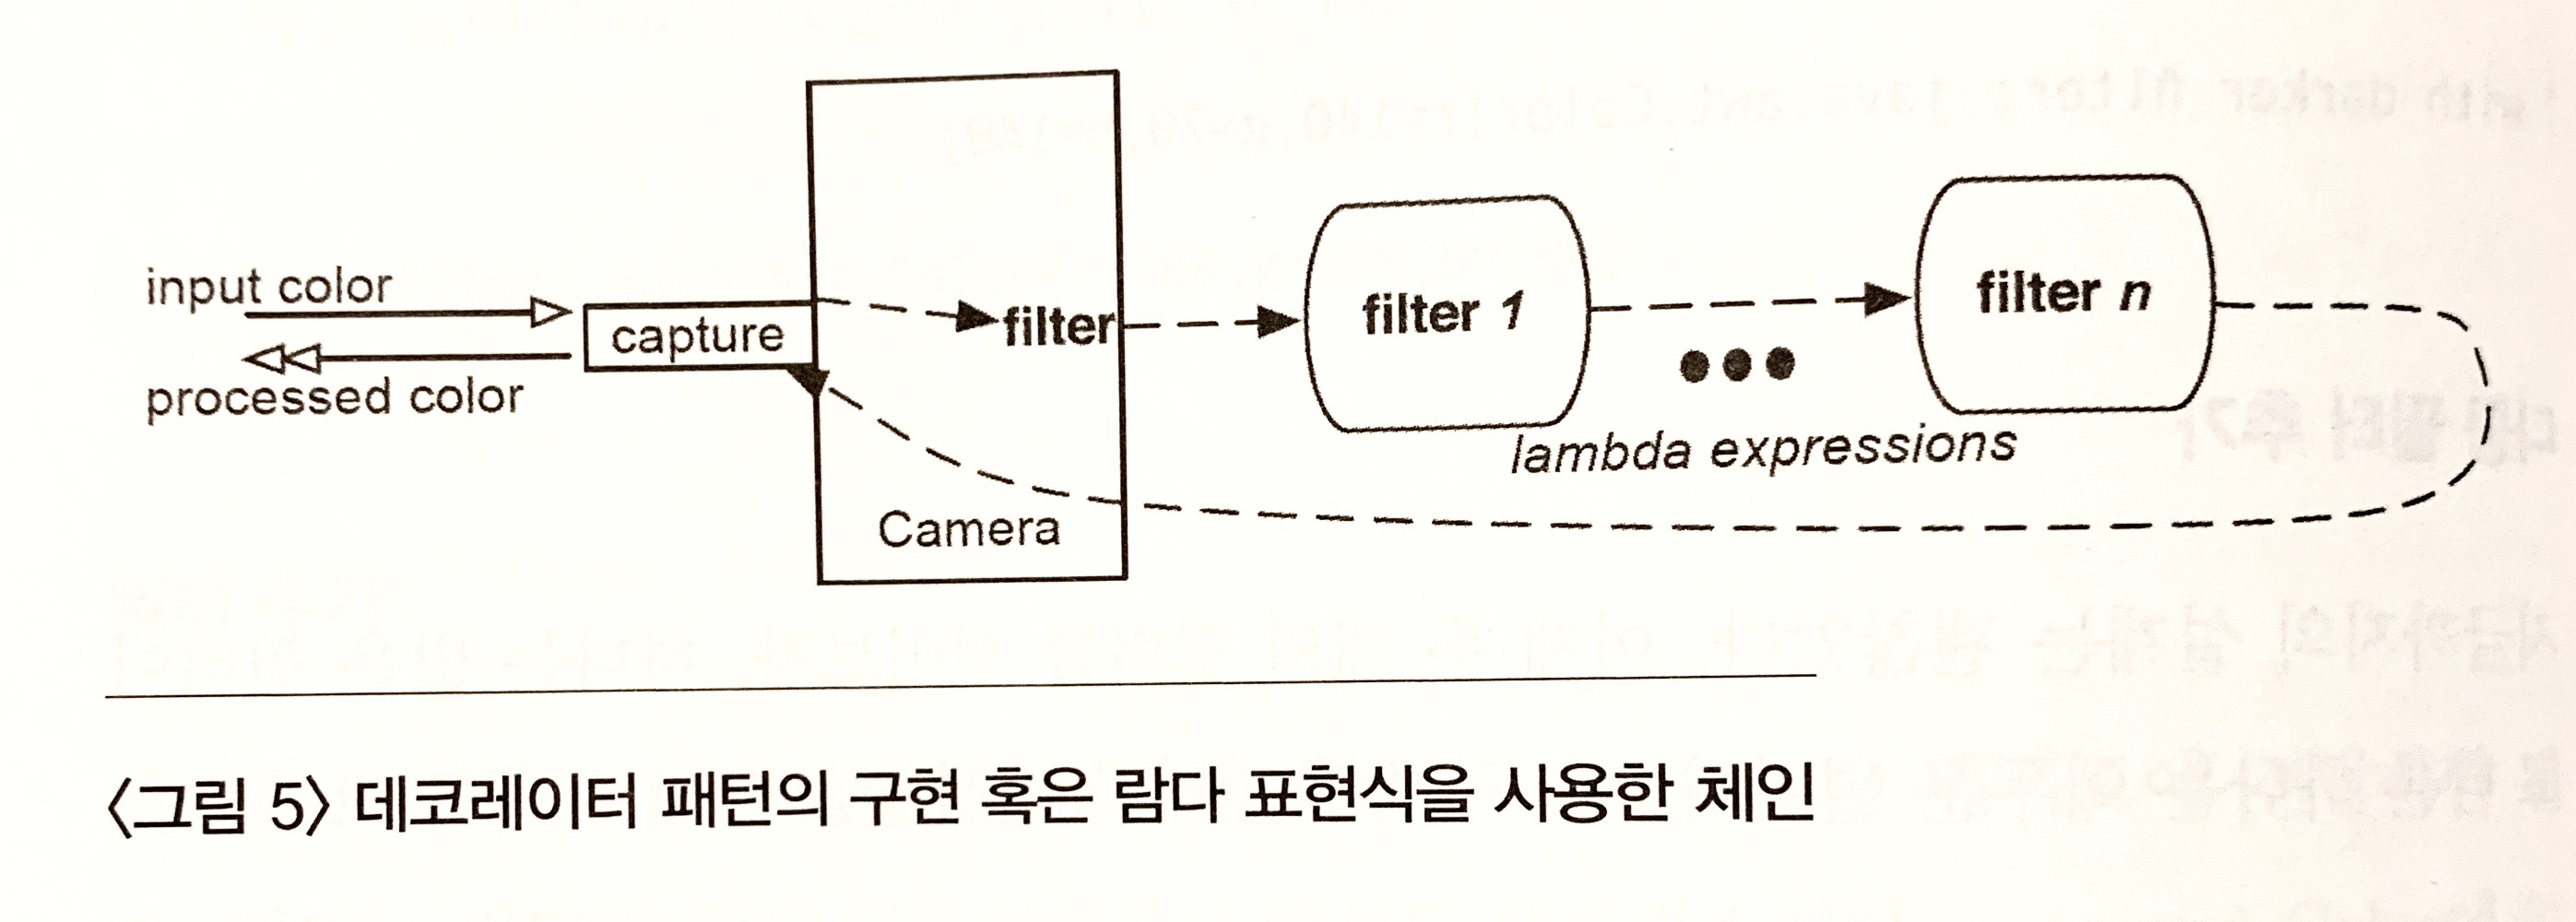 input color
processed color
capture
filter
Camera
filter 1
filter n
lambda expressions
〈그림 5〉 데코레이터 패턴의 구현 혹은 람다 표현식을 사용한 체인